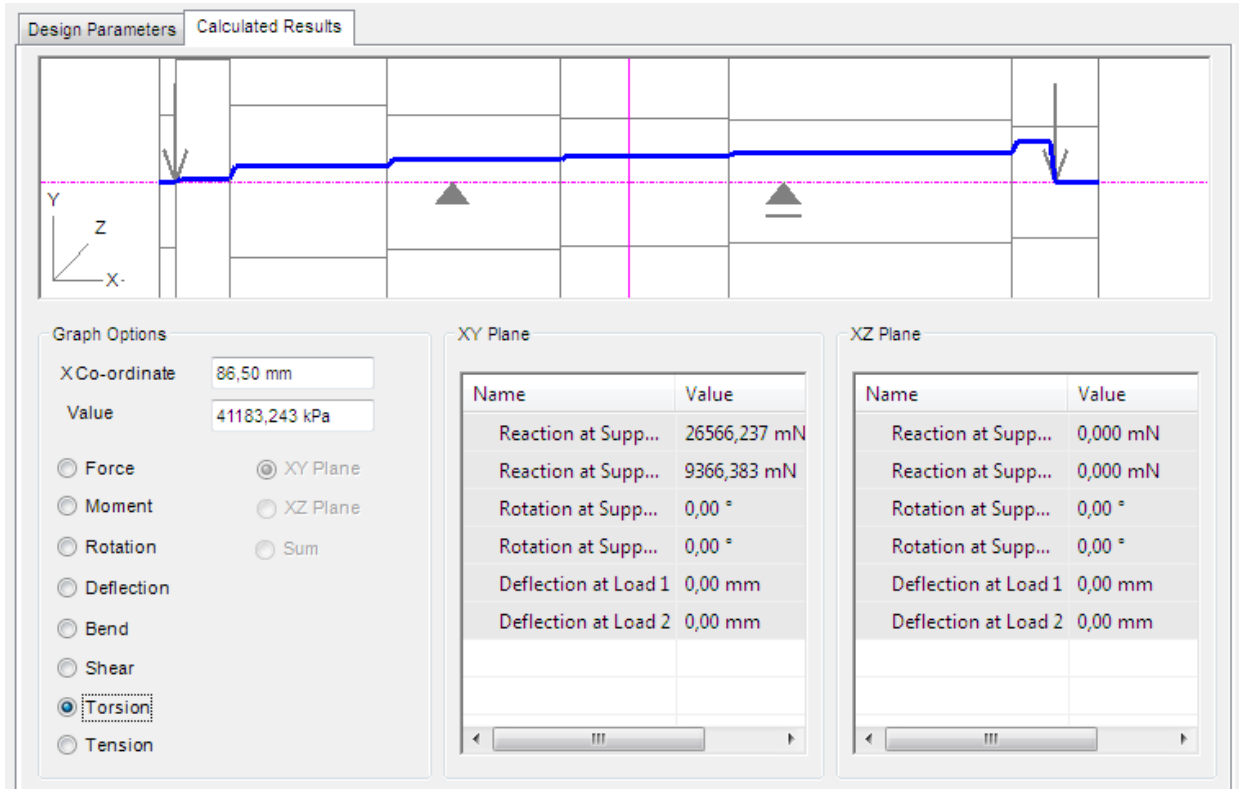 Design Parameters Calculated Results
Y
Z
X-
Graph Options
X Co-ordinate 86,50 mm
Value 41183,243 kPa
Force XY Plane
Moment XZ Plane
Rotation Sum
Deflection
Bend
Shear
Torsion
Tension
XY Plane
Name Value
Reaction at Supp... 26566,237 mN
Reaction at Supp... 9366,383 mN
Rotation at Supp... 0,00 °
Rotation at Supp... 0,00 °
Deflection at Load 1 0,00 mm
Deflection at Load 2 0,00 mm
XZ Plane
Name Value
Reaction at Supp... 0,000 mN
Reaction at Supp... 0,000 mN
Rotation at Supp... 0,00 °
Rotation at Supp... 0,00 °
Deflection at Load 1 0,00 mm
Deflection at Load 2 0,00 mm